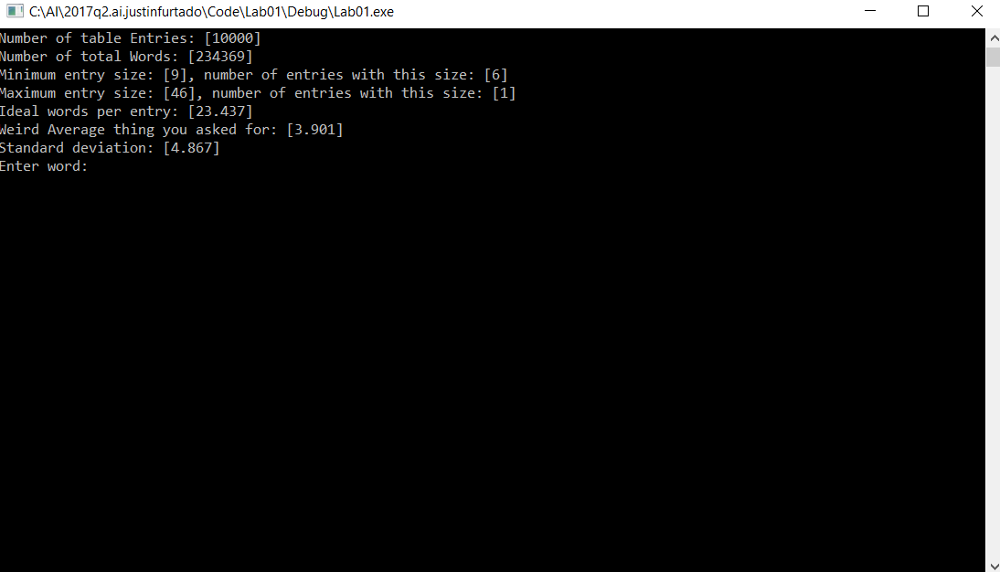 C:\AI\2017q2.ai.justinfurtado\Code\Lab01\Debug\Lab01.exe
Number of table Entries: [10000]
Number of total Words: [234369]
Minimum entry size: [9], number of entries with this size: [6]
Maximum entry size: [46], number of entries with this size: [1]
Ideal words per entry: [23.437]
Weird Average thing you asked for: [3.901]
Standard deviation: [4.867]
Enter word: